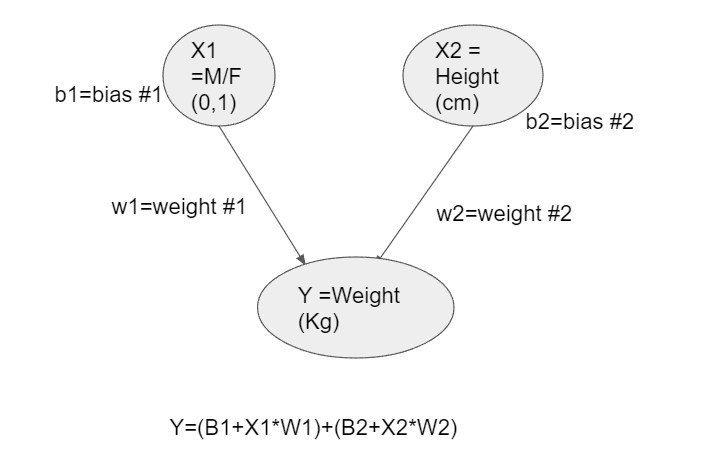 X1
=M/F
(0,1)
b1=bias #1
X2 =
Height
(cm)
b2=bias #2
w1=weight #1
w2=weight #2
Y =Weight
(Kg)
Y=(B1+X1*W1)+(B2+X2*W2)